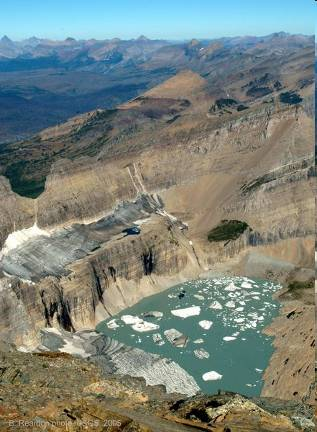 B. Reardon photo, USGS, 2005